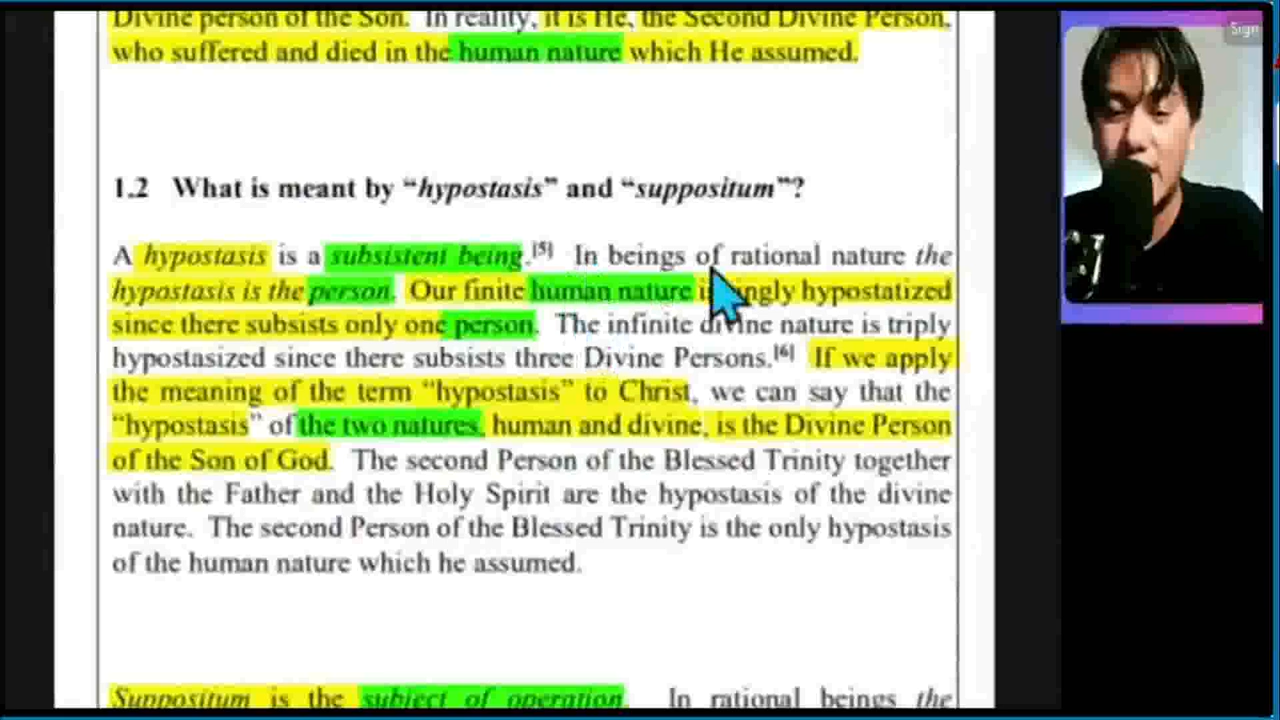 Divine person of the Son. In reality, it is He, the Second Divine Person,
who suffered and died in the human nature which He assumed.
1.2 What is meant by “hypostasis” and “suppositum”?
A hypostasis is a subsistent being.[5] In beings of rational nature the
hypostasis is the person. Our finite human nature is singly hypostatized
since there subsists only one person. The infinite divine nature is triply
hypostasized since there subsists three Divine Persons.[6] If we apply
the meaning of the term “hypostasis” to Christ, we can say that the
“hypostasis” of the two natures, human and divine, is the Divine Person
of the Son of God. The second Person of the Blessed Trinity together
with the Father and the Holy Spirit are the hypostasis of the divine
nature. The second Person of the Blessed Trinity is the only hypostasis
of the human nature which he assumed.
Suppositum is the subject of operation. In rational beings the
Sign